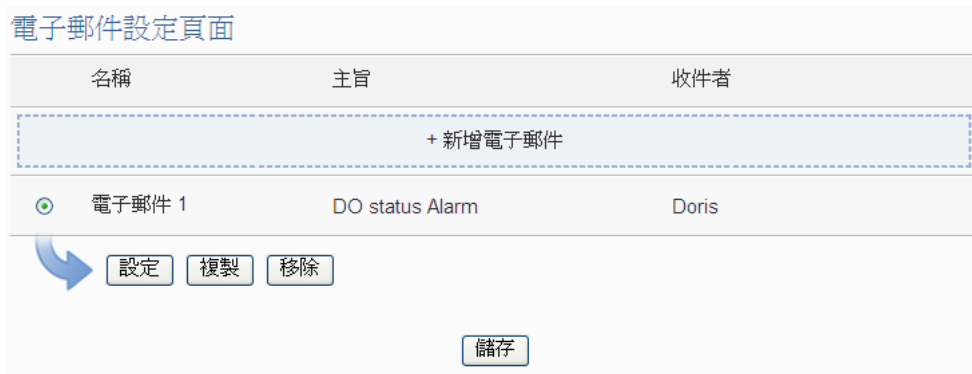 電子郵件設定頁面
名稱 主旨 收件者
+ 新增電子郵件
電子郵件 1 DO status Alarm Doris
設定 複製 移除
儲存